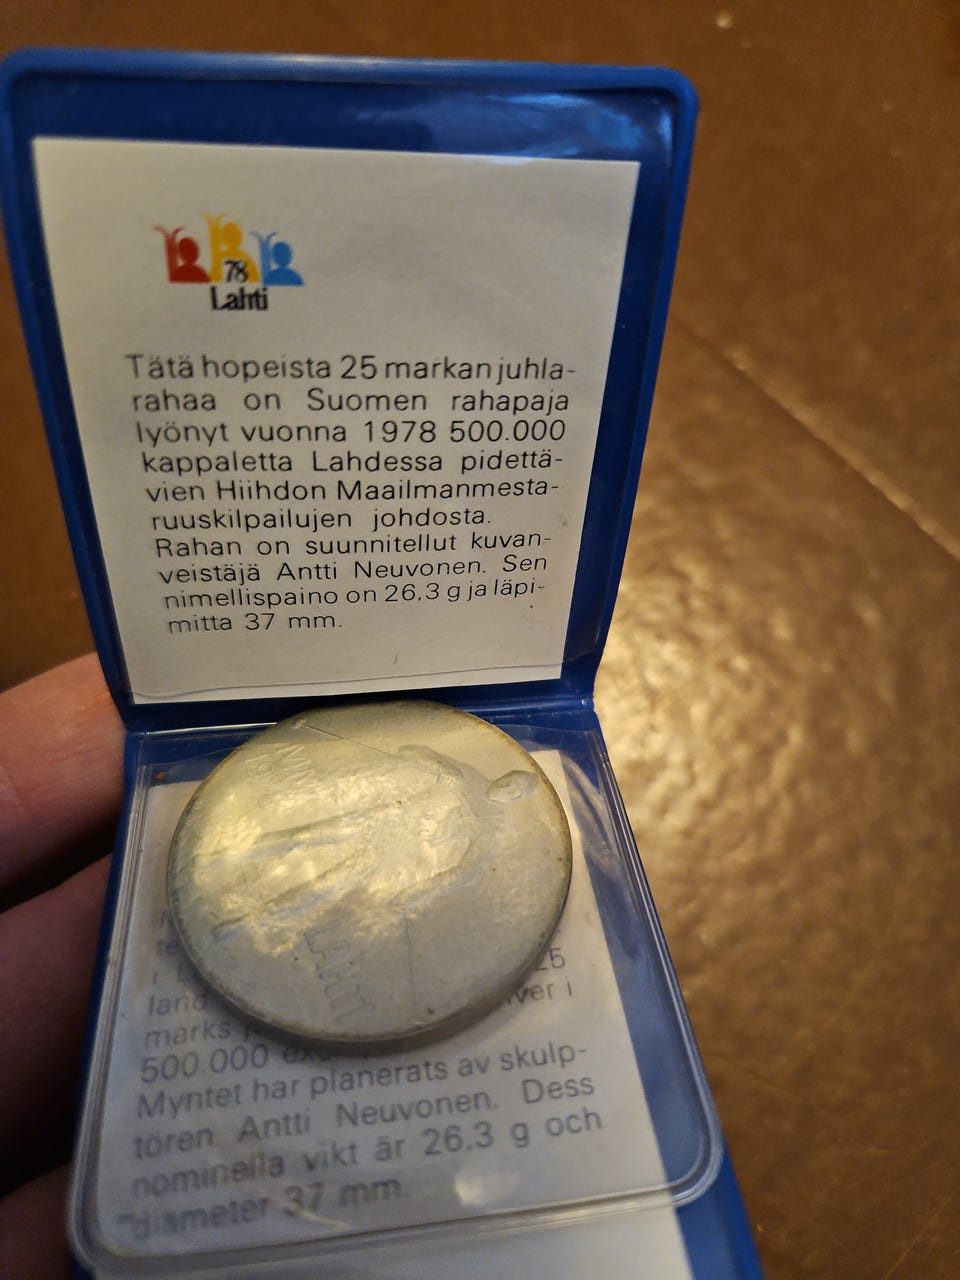 78
Lahti
Tätä hopeista 25 markan juhla-
rahaa on Suomen rahapaja
lyönyt vuonna 1978 500.000
kappaletta Lahdessa pidettä-
vien Hiihdon Maailmanmesta-
ruuskilpailujen johdosta.
Rahan on suunnitellut kuvan-
veistäjä Antti Neuvonen. Sen
nimellispaino on 26,3 g ja läpi-
mitta 37 mm.
LAHTI
25
i
land
marks
500.000
Myntet har planerats av skulp-
tören Antti Neuvonen. Dess
nominella vikt är 26,3 g och
diameter 37 mm.